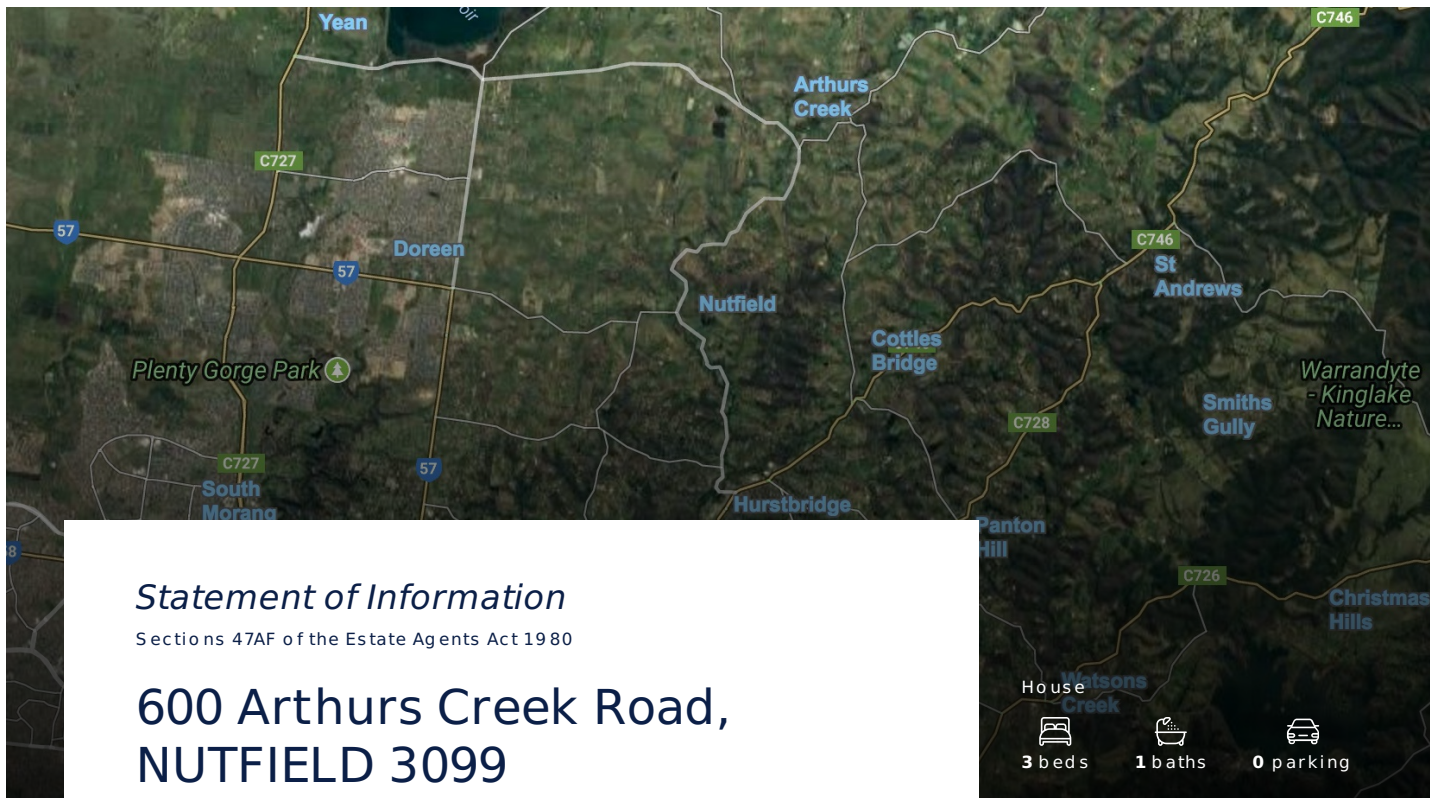 Yean
oir
C746
Arthurs
Creek
C727
57
Doreen
57
C746
St
Andrews
Nutfield
Cottles
Bridge
Plenty Gorge Park
Warrandyte
- Kinglake
Nature...
Smiths
Gully
C728
C727
57
South
Morang
Hurstbridge
Panton
Hill
8
C726
Christmas
Hills
Watsons
Creek
Statement of Information
Sections 47AF of the Estate Agents Act 1980
600 Arthurs Creek Road,
NUTFIELD 3099
House
3 beds 1 baths 0 parking